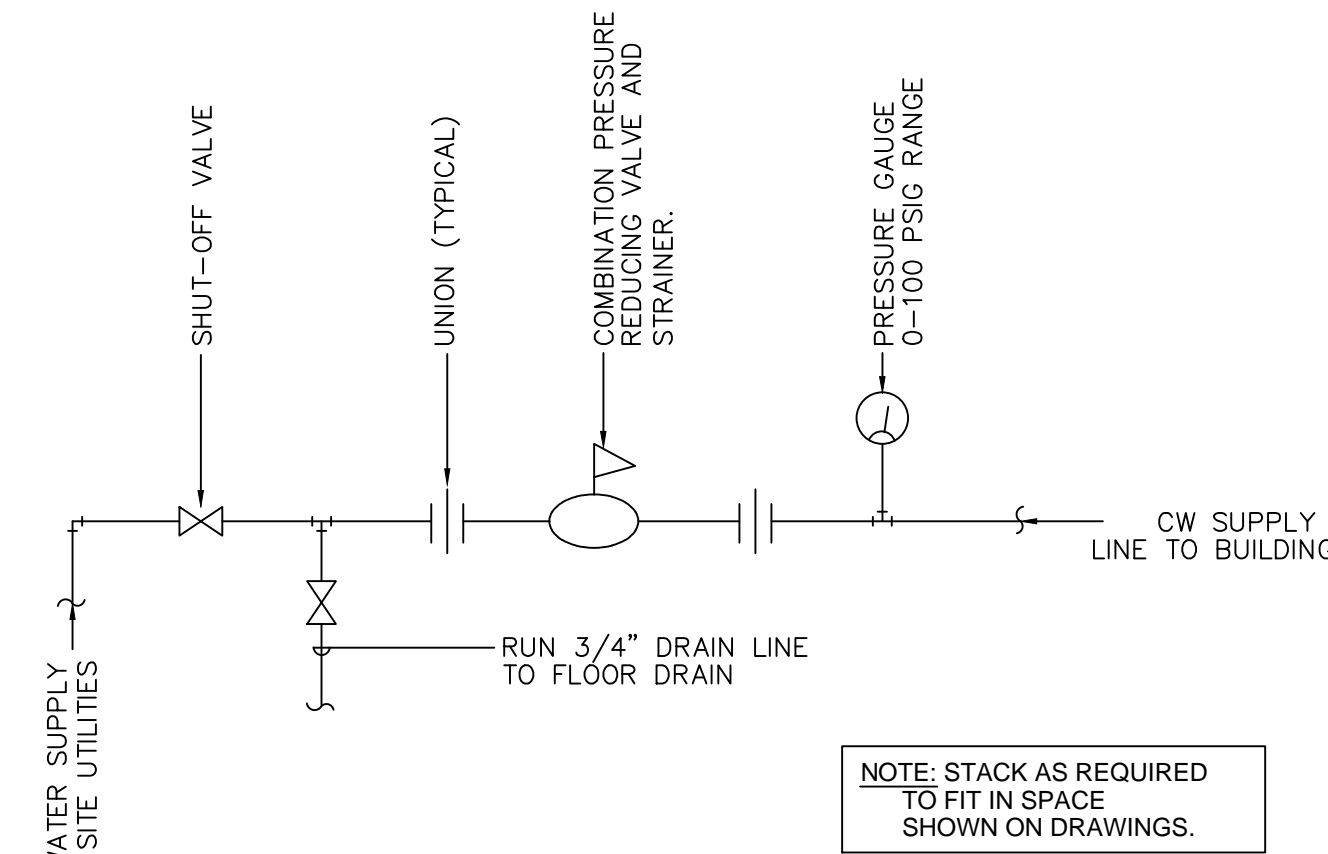 SHUT-OFF VALVE
UNION (TYPICAL)
COMBINATION PRESSURE
REDUCING VALVE AND
STRAINER.
PRESSURE GAUGE
0-100 PSIG RANGE
CW SUPPLY
LINE TO BUILDING
RUN 3/4" DRAIN LINE
TO FLOOR DRAIN
SUPPLY
SITE UTILITIES
NOTE: STACK AS REQUIRED
TO FIT IN SPACE
SHOWN ON DRAWINGS.